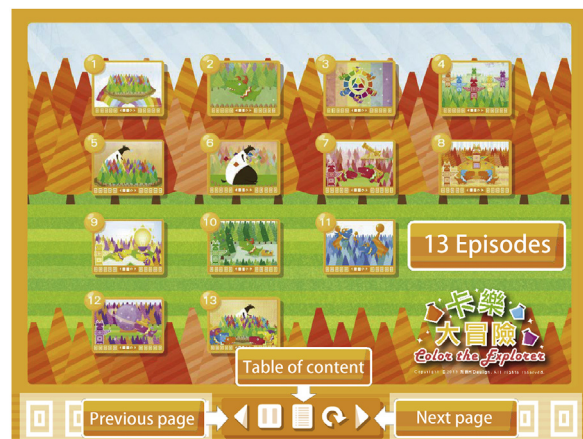 1
2
3
4
5
6
7
8
9
10
11
13 Episodes
12
13
卡樂
大冒險
Color the Explorer
Table of content
Previous page
Next page